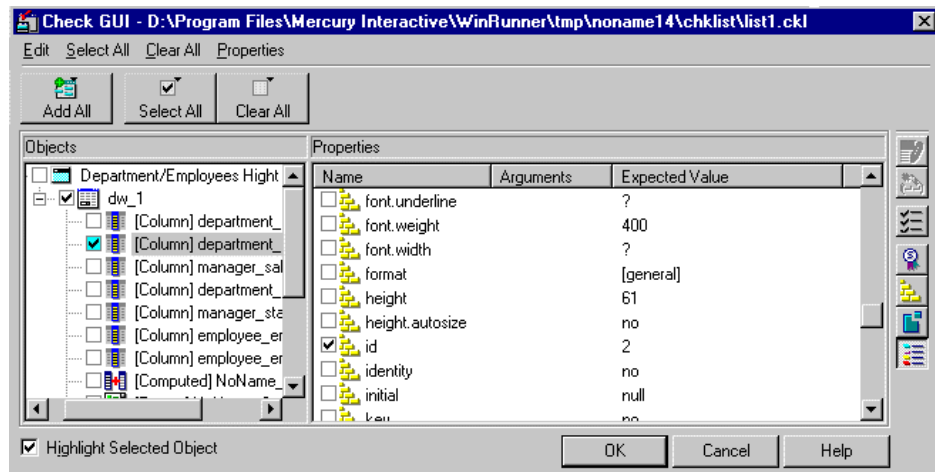 Check GUI - D:\Program Files\Mercury Interactive\WinRunner\tmp\noname14\chklist\list1.ckl
Edit Select All Clear All Properties
Add All Select All Clear All
Objects Properties
Department/Employees Hight
dw_1
[Column] department_
[Column] department_
[Column] manager_sal
[Column] department_
[Column] manager_sta
[Column] employee_er
[Column] employee_er
[Computed] NoName_
Name Arguments Expected Value
font.underline ?
font.weight 400
font.width ?
format [general]
height 61
height.autosize no
id 2
identity no
initial null
key no
Highlight Selected Object
OK Cancel Help